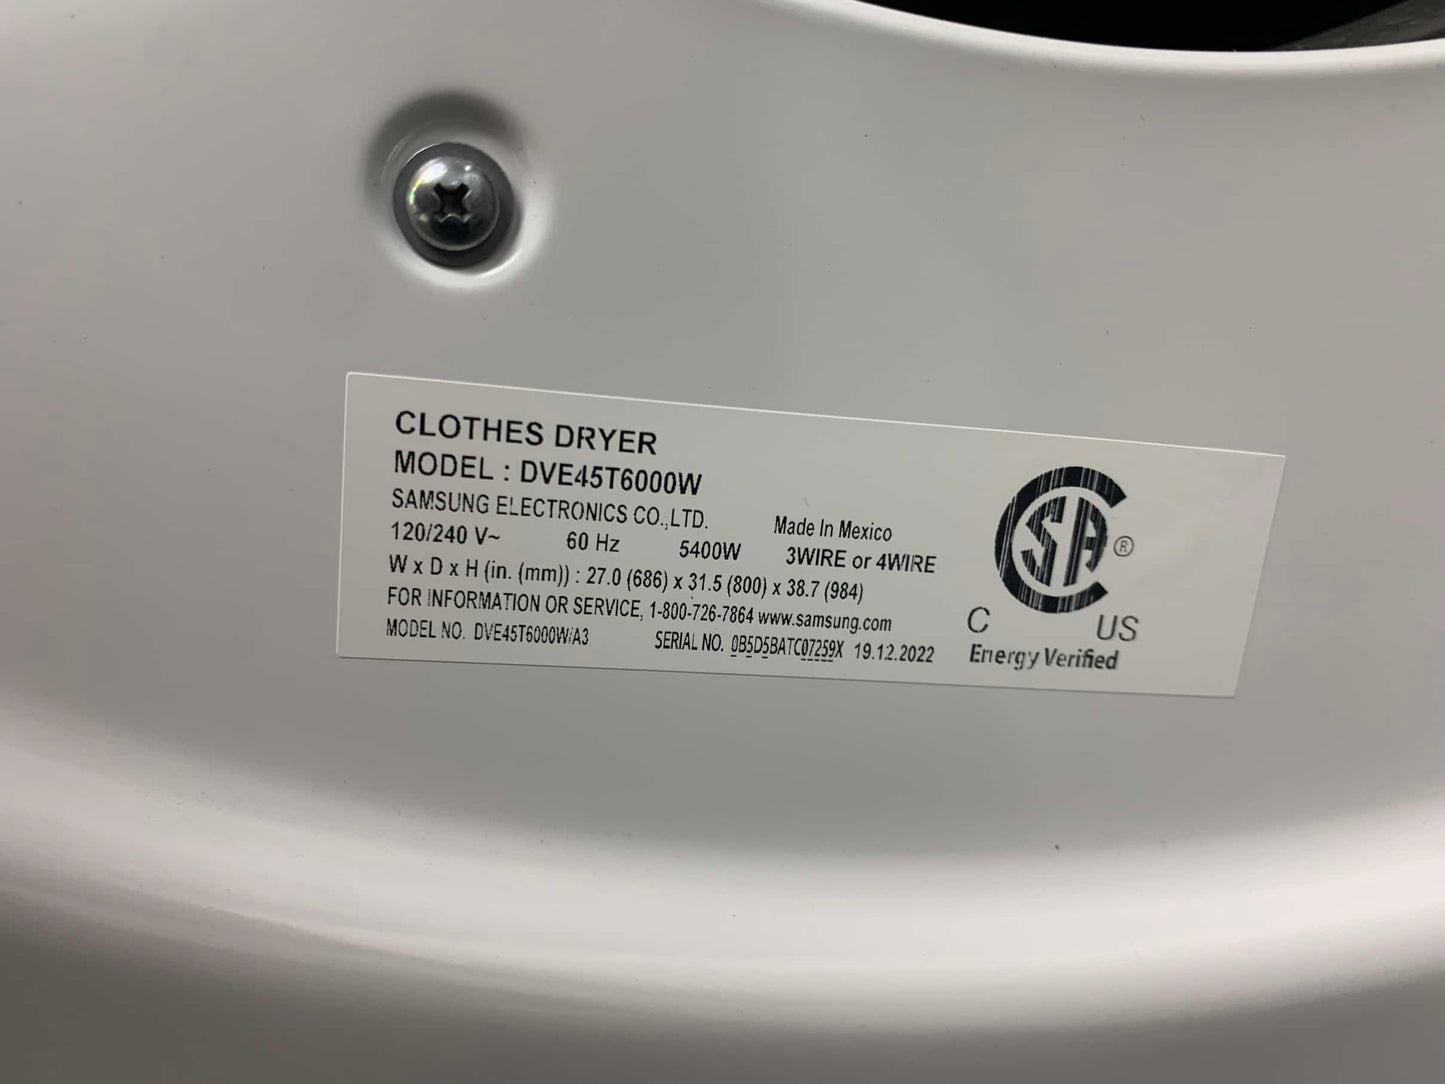 CLOTHES DRYER
MODEL : DVE45T6000W
SAMSUNG ELECTRONICS CO.,LTD. Made In Mexico
120/240 V~ 60 Hz 5400W 3WIRE or 4WIRE
W x D x H (in. (mm)) : 27.0 (686) x 31.5 (800) x 38.7 (984)
FOR INFORMATION OR SERVICE, 1-800-726-7864 www.samsung.com
MODEL NO. DVE45T6000W/A3 SERIAL NO. 0B5D5BATC07259X 19.12.2022
CSA ®
C US
Energy Verified